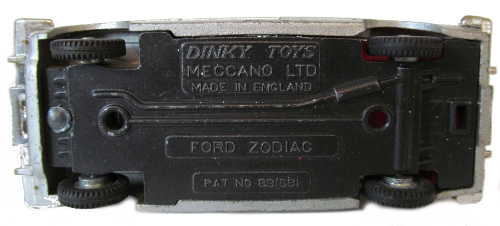 DINKY TOYS
MECCANO LTD
MADE IN ENGLAND
FORD ZODIAC
PAT NO